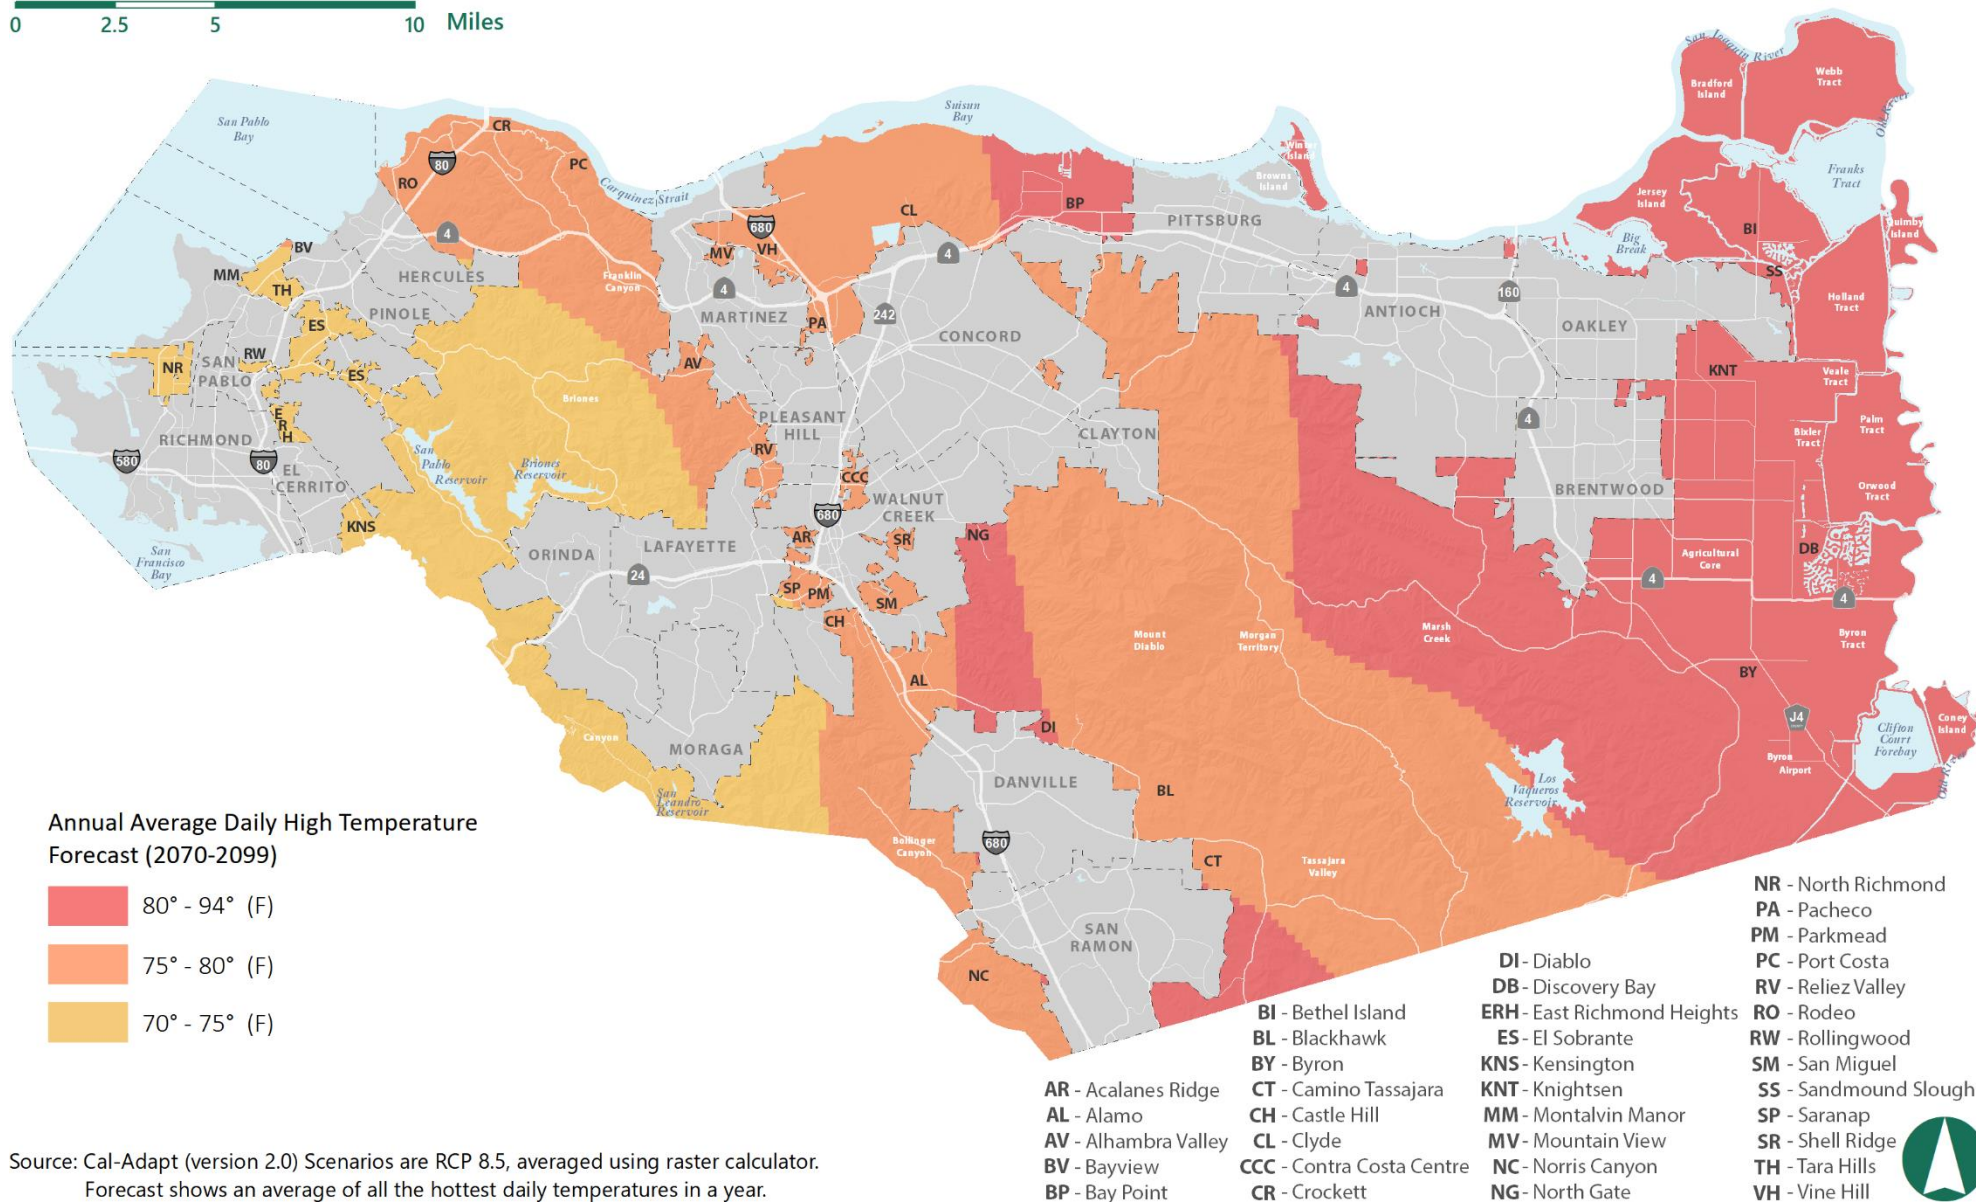 0 2.5 5 10 Miles
San Joaquin River
Webb
Tract
Bradford
Island
Old River
Suisun
Bay
San Pablo
Bay
CR
80
PC
RO
Carquinez Strait
Winter
Island
Browns
Island
Franks
Tract
Jersey
Island
BI
Quimby
Island
CL
BP
PITTSBURG
680
VH
MV
4
4
BV
MM
TH
HERCULES
Franklin
Canyon
Big
Break
SS
Holland
Tract
4
PINOLE
ES
MARTINEZ
PA
242
CONCORD
4
160
ANTIOCH
OAKLEY
RW
SAN
PABLO
NR
ES
AV
KNT
Veale
Tract
Briones
E
R
H
PLEASANT
HILL
CLAYTON
4
Bixler
Tract
Palm
Tract
RICHMOND
580
80
EL
CERRITO
San
Pablo
Reservoir
Briones
Reservoir
RV
CCC
WALNUT
CREEK
BRENTWOOD
Orwood
Tract
KNS
680
San
Francisco
Bay
ORINDA
LAFAYETTE
24
AR
SR
NG
DB
Agricultural
Core
4
4
SP
PM
SM
CH
Mount
Diablo
Morgan
Territory
Marsh
Creek
Byron
Tract
AL
BY
Canyon
MORAGA
DI
J4
Clifton
Court
Forebay
Coney
Island
Old River
Byron
Airport
San
Leandro
Reservoir
DANVILLE
BL
Los
Vaqueros
Reservoir
680
Bollinger
Canyon
CT
Tassajara
Valley
SAN
RAMON
NC
Annual Average Daily High Temperature
Forecast (2070-2099)
80° - 94° (F)
75° - 80° (F)
70° - 75° (F)
AR - Acalanes Ridge
AL - Alamo
AV - Alhambra Valley
BV - Bayview
BP - Bay Point
BI - Bethel Island
BL - Blackhawk
BY - Byron
CT - Camino Tassajara
CH - Castle Hill
CL - Clyde
CCC - Contra Costa Centre
CR - Crockett
DI - Diablo
DB - Discovery Bay
ERH - East Richmond Heights
ES - El Sobrante
KNS - Kensington
KNT - Knightsen
MM - Montalvin Manor
MV - Mountain View
NC - Norris Canyon
NG - North Gate
NR - North Richmond
PA - Pacheco
PM - Parkmead
PC - Port Costa
RV - Reliez Valley
RO - Rodeo
RW - Rollingwood
SM - San Miguel
SS - Sandmound Slough
SP - Saranap
SR - Shell Ridge
TH - Tara Hills
VH - Vine Hill
Source: Cal-Adapt (version 2.0) Scenarios are RCP 8.5, averaged using raster calculator.
Forecast shows an average of all the hottest daily temperatures in a year.